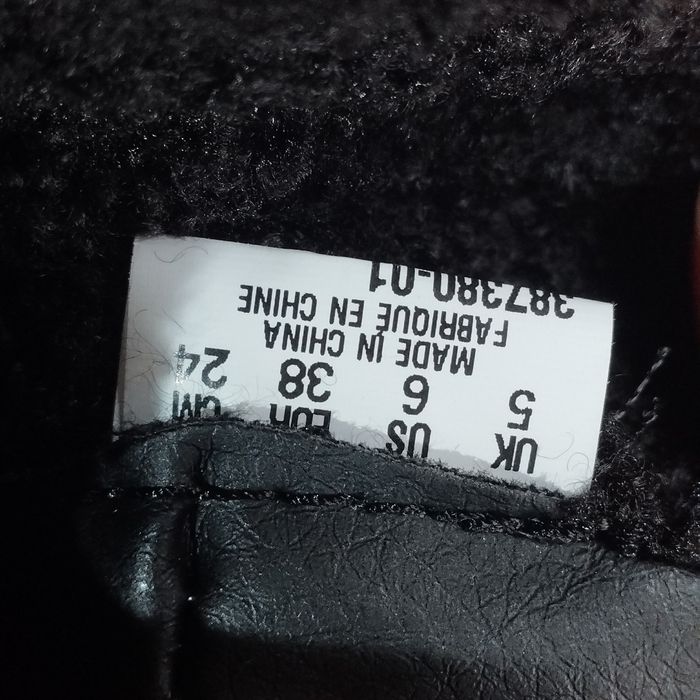 UK US EUR CM
5 6 38 24
MADE IN CHINA
FABRIQUE EN CHINE
387380-01